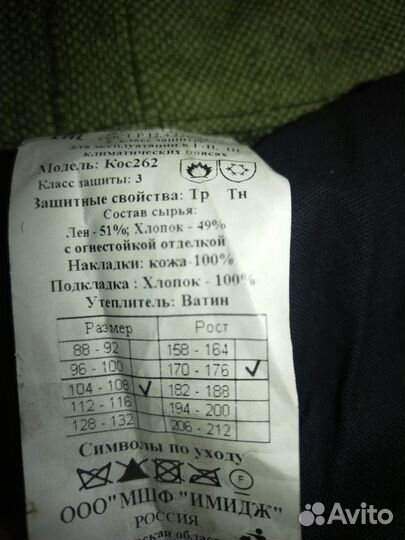 для эксплуатации в I -II, III
климатических поясах
Модель: Кос262
Класс защиты: 3
Защитные свойства: Тр Тн
Состав сырья:
Лен - 51%; Хлопок - 49%
с огнестойкой отделкой
Накладки: кожа-100%
Подкладка : Хлопок - 100%
Утеплитель: Ватин
Размер Рост
88 - 92 158 - 164
96 - 100 170 - 176 ✓
104 - 108 ✓ 182 - 188
112 - 116 194 - 200
128 - 132 206 - 212
Символы по уходу
F
ООО "МШФ "ИМИДЖ"
РОССИЯ
Avito